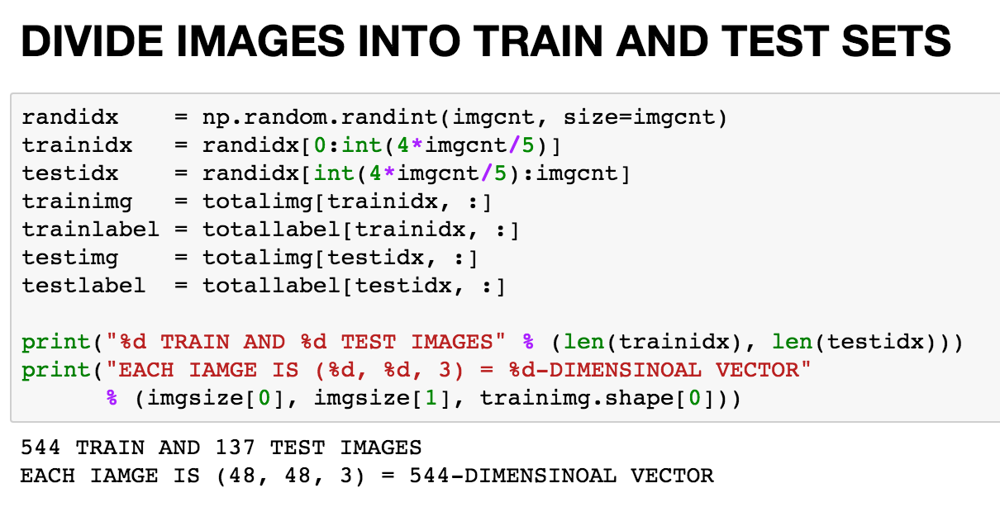 DIVIDE IMAGES INTO TRAIN AND TEST SETS
randidx    = np.random.randint(imgcnt, size=imgcnt)
trainidx   = randidx[0:int(4*imgcnt/5)]
testidx    = randidx[int(4*imgcnt/5):imgcnt]
trainimg   = totalimg[trainidx, :]
trainlabel = totallabel[trainidx, :]
testimg    = totalimg[testidx, :]
testlabel  = totallabel[testidx, :]
print("%d TRAIN AND %d TEST IMAGES" % (len(trainidx), len(testidx)))
print("EACH IAMGE IS (%d, %d, 3) = %d-DIMENSINOAL VECTOR"
      % (imgsize[0], imgsize[1], trainimg.shape[0]))
544 TRAIN AND 137 TEST IMAGES
EACH IAMGE IS (48, 48, 3) = 544-DIMENSINOAL VECTOR